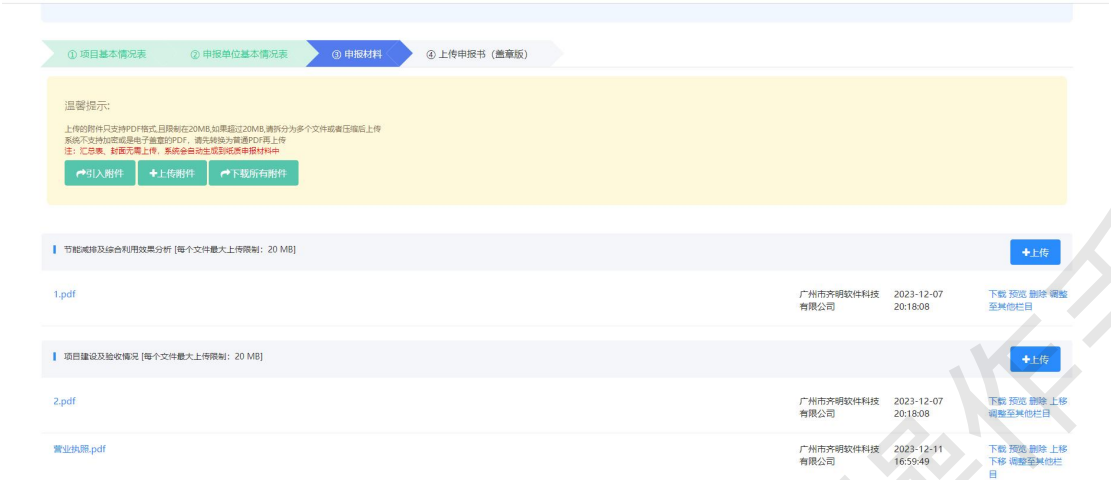 ① 项目基本情况表 ② 申报单位基本情况表 ③ 申报材料 ④ 上传申报书（盖章版）
温馨提示:
上传的附件只支持PDF格式,且限制在20MB,如果超过20MB,请拆分为多个文件或者压缩后上传
系统不支持加密或是电子盖章的PDF，请先转换为普通PDF再上传
注：汇总表、封面无需上传，系统会自动生成到纸质申报材料中
引入附件 +上传附件 下载所有附件
节能减排及综合利用效果分析 [每个文件最大上传限制：20 MB] +上传
1.pdf 广州市齐明软件科技 2023-12-07 下载 预览 删除 调整
有限公司 20:18:08 至其他栏目
项目建设及验收情况 [每个文件最大上传限制：20 MB] +上传
2.pdf 广州市齐明软件科技 2023-12-07 下载 预览 删除 上移
有限公司 20:18:08 调整至其他栏目
营业执照.pdf 广州市齐明软件科技 2023-12-11 下载 预览 删除 上移
有限公司 16:59:49 下移 调整至其他栏
目